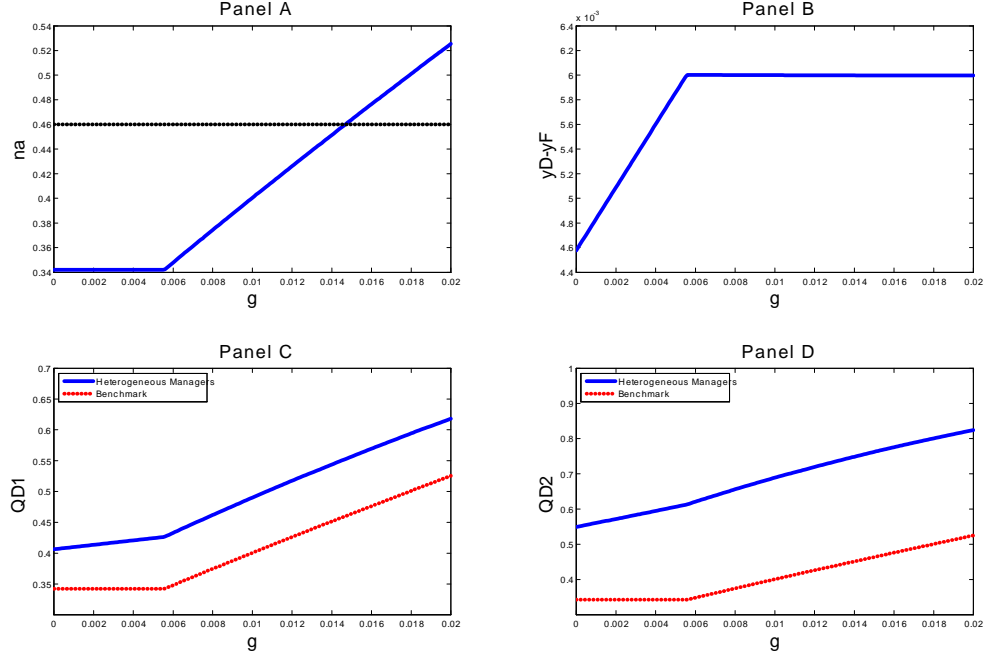 Panel A
0.54
0.52
0.5
0.48
0.46
0.44
0.42
0.4
0.38
0.36
0.34
na
0 0.002 0.004 0.006 0.008 0.01 0.012 0.014 0.016 0.018 0.02
g
Panel B
x 10⁻³
6.4
6.2
6
5.8
5.6
5.4
5.2
5
4.8
4.6
4.4
yD-yF
0 0.002 0.004 0.006 0.008 0.01 0.012 0.014 0.016 0.018 0.02
g
Panel C
0.7
0.65
0.6
0.55
0.5
0.45
0.4
0.35
QD1
Heterogeneous Managers
Benchmark
0 0.002 0.004 0.006 0.008 0.01 0.012 0.014 0.016 0.018 0.02
g
Panel D
1
0.9
0.8
0.7
0.6
0.5
0.4
QD2
Heterogeneous Managers
Benchmark
0 0.002 0.004 0.006 0.008 0.01 0.012 0.014 0.016 0.018 0.02
g